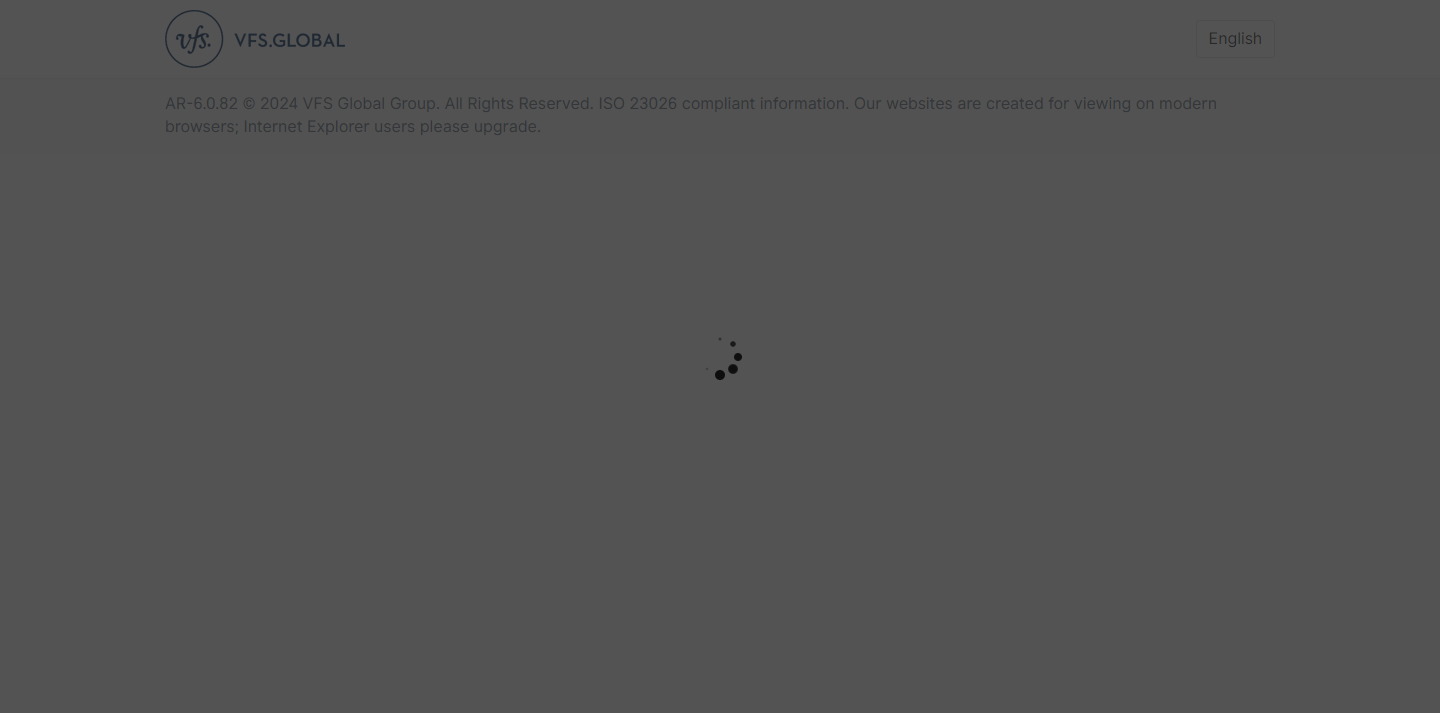 vfs. VFS.GLOBAL
English
AR-6.0.82 © 2024 VFS Global Group. All Rights Reserved. ISO 23026 compliant information. Our websites are created for viewing on modern
browsers; Internet Explorer users please upgrade.